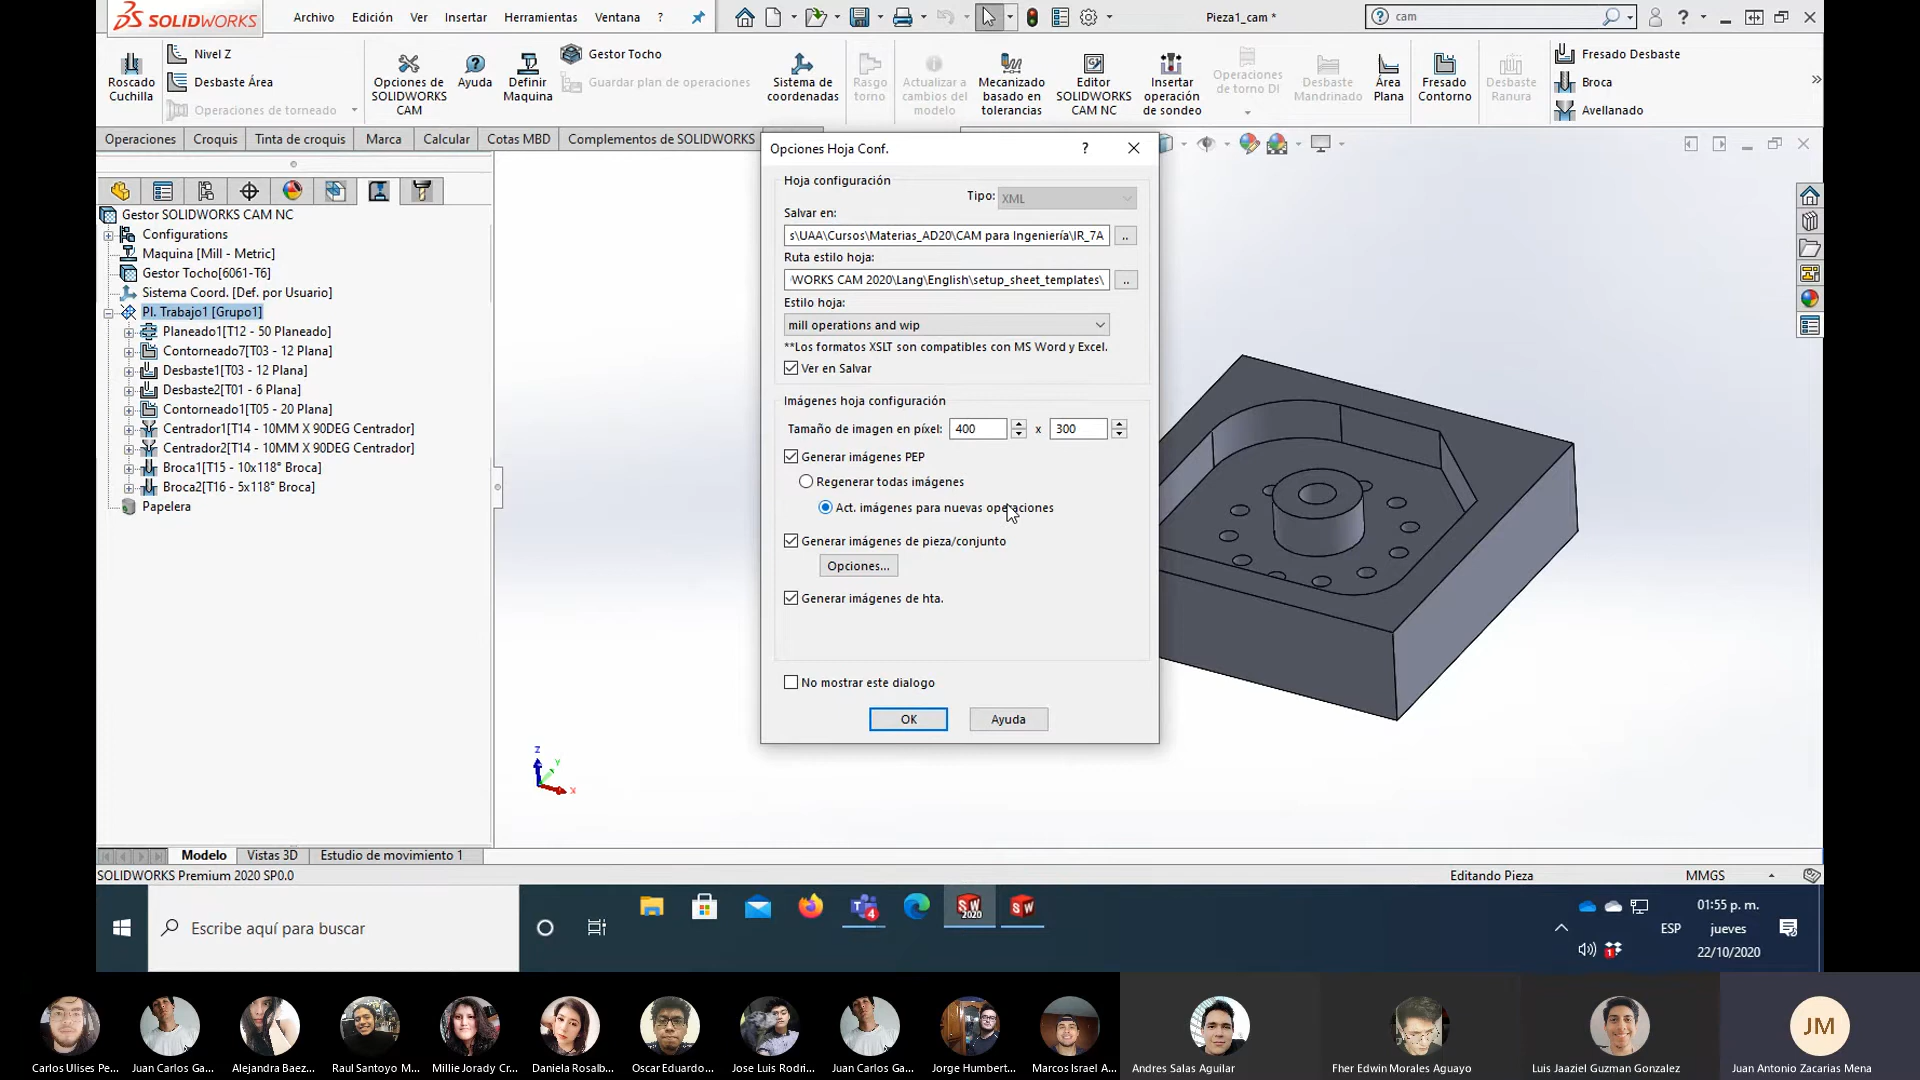 SOLIDWORKS
Archivo Edición Ver Insertar Herramientas Ventana ?
Pieza1_cam *
cam
Roscado Cuchilla
Nivel Z
Desbaste Área
Operaciones de torneado
Opciones de SOLIDWORKS CAM
Ayuda
Definir Maquina
Gestor Tocho
Guardar plan de operaciones
Sistema de coordenadas
Rasgo torno
Actualizar a cambios del modelo
Mecanizado basado en tolerancias
Editor SOLIDWORKS CAM NC
Insertar operación de sondeo
Operaciones de torno DI
Desbaste Mandrinado
Área Plana
Fresado Contorno
Desbaste Ranura
Fresado Desbaste
Broca
Avellanado
Operaciones Croquis Tinta de croquis Marca Calcular Cotas MBD Complementos de SOLIDWORKS
Gestor SOLIDWORKS CAM NC
Configurations
Maquina [Mill - Metric]
Gestor Tocho[6061-T6]
Sistema Coord. [Def. por Usuario]
Pl. Trabajo1 [Grupo1]
Planeado1[T12 - 50 Planeado]
Contorneado7[T03 - 12 Plana]
Desbaste1[T03 - 12 Plana]
Desbaste2[T01 - 6 Plana]
Contorneado1[T05 - 20 Plana]
Centrador1[T14 - 10MM X 90DEG Centrador]
Centrador2[T14 - 10MM X 90DEG Centrador]
Broca1[T15 - 10x118° Broca]
Broca2[T16 - 5x118° Broca]
Papelera
Opciones Hoja Conf.
?
Hoja configuración
Tipo: XML
Salvar en:
s\UAA\Cursos\Materias_AD20\CAM para Ingeniería\IR_7A
..
Ruta estilo hoja:
WORKS CAM 2020\Lang\English\setup_sheet_templates\
..
Estilo hoja:
mill operations and wip
**Los formatos XSLT son compatibles con MS Word y Excel.
Ver en Salvar
Imágenes hoja configuración
Tamaño de imagen en píxel: 400 x 300
Generar imágenes PEP
Regenerar todas imágenes
Act. imágenes para nuevas operaciones
Generar imágenes de pieza/conjunto
Opciones...
Generar imágenes de hta.
No mostrar este dialogo
OK Ayuda
Z
Y
X
Modelo Vistas 3D Estudio de movimiento 1
SOLIDWORKS Premium 2020 SP0.0
Editando Pieza
MMGS
Escribe aquí para buscar
4
SW 2020
SW
ESP
1
01:55 p. m.
jueves
22/10/2020
JM
Carlos Ulises Pe...
Juan Carlos Ga...
Alejandra Baez...
Raul Santoyo M...
Millie Jorady Cr...
Daniela Rosalb...
Oscar Eduardo...
Jose Luis Rodri...
Juan Carlos Ga...
Jorge Humbert...
Marcos Israel A...
Andres Salas Aguilar
Fher Edwin Morales Aguayo
Luis Jaaziel Guzman Gonzalez
Juan Antonio Zacarias Mena